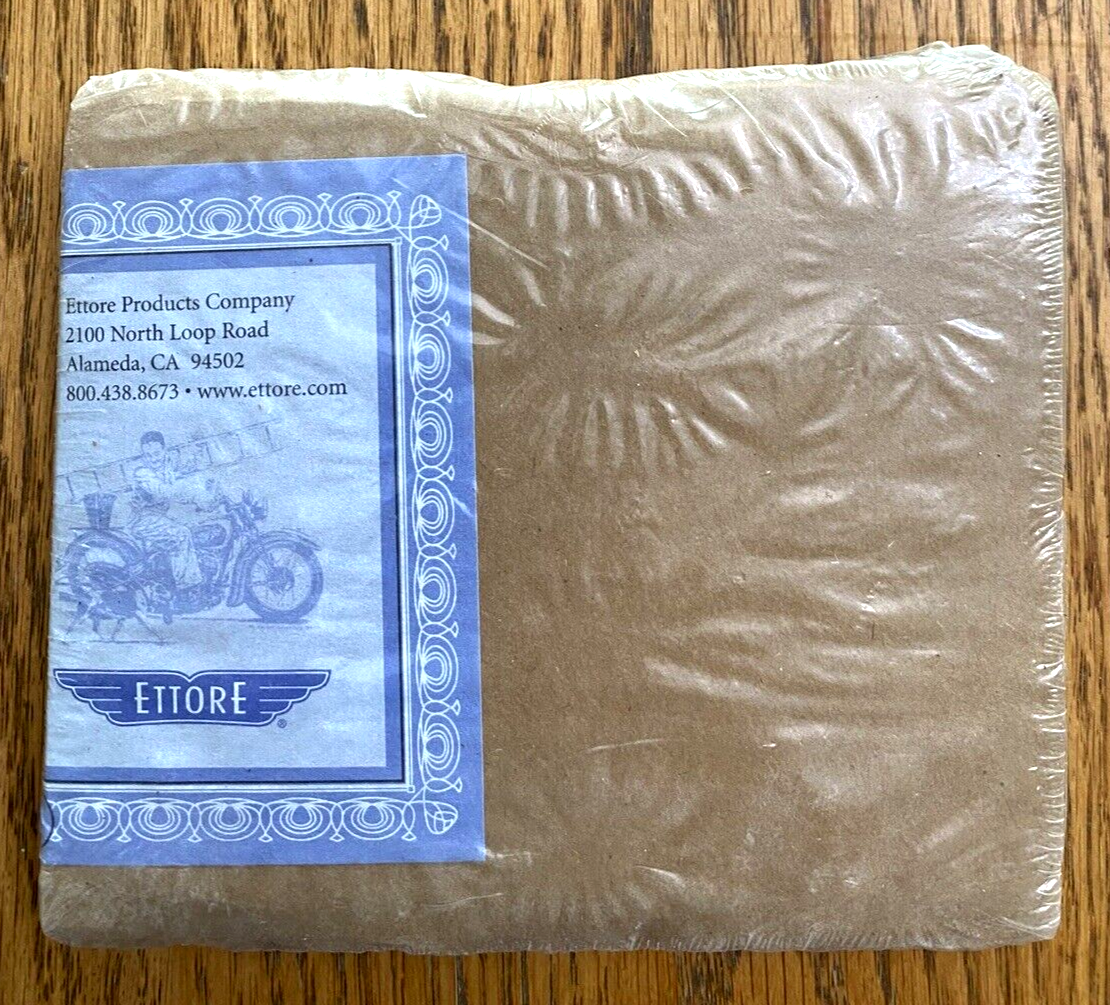 Ettore Products Company
2100 North Loop Road
Alameda, CA 94502
800.438.8673 • www.ettore.com
ETTORE®